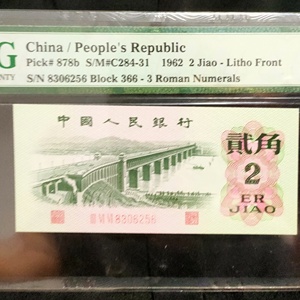 G
NTY
China / People's Republic
Pick# 878b S/M#C284-31 1962 2 Jiao - Litho Front
S/N 8306256 Block 366 - 3 Roman Numerals
中國人民銀行
貳角
2
ER
JIAO
8306256